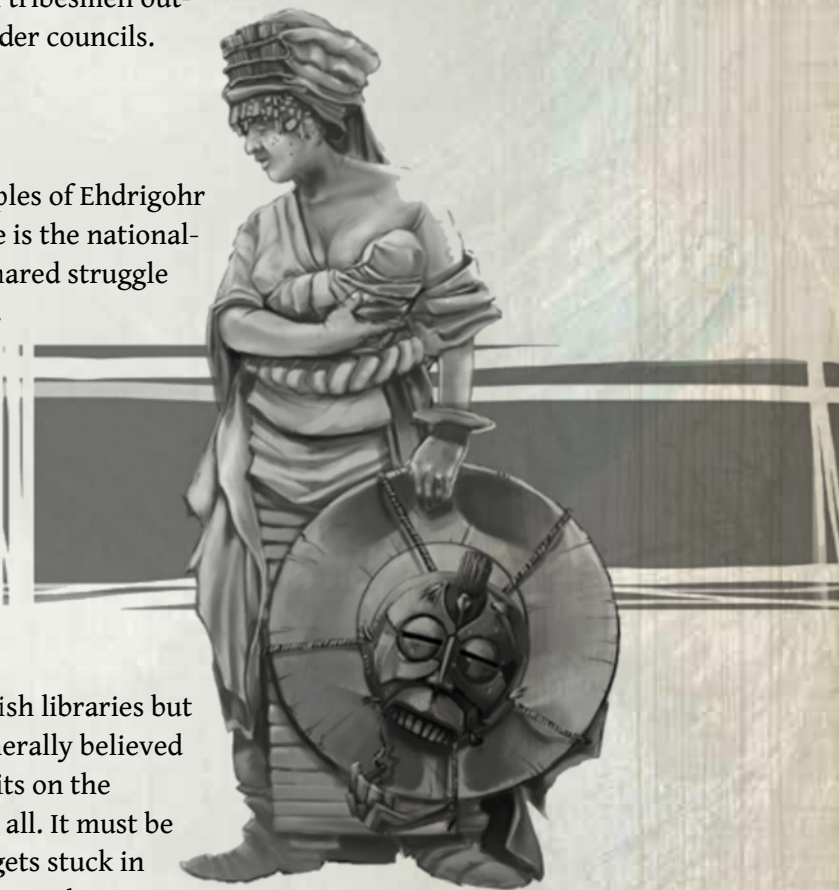 tribesmen out-
der councils.
ples of Ehdrigohr
e is the national-
hared struggle
ish libraries but
nerally believed
its on the
all. It must be
gets stuck in